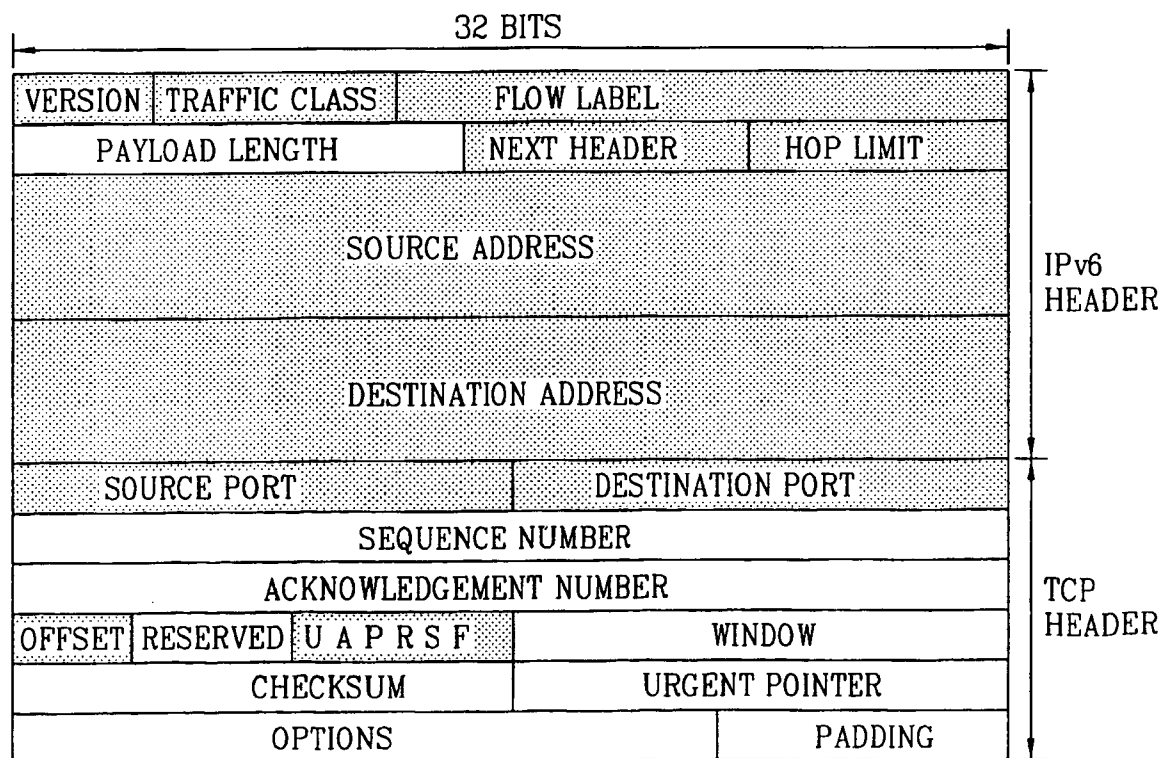 32 BITS
VERSION TRAFFIC CLASS FLOW LABEL
PAYLOAD LENGTH NEXT HEADER HOP LIMIT
SOURCE ADDRESS
IPv6
HEADER
DESTINATION ADDRESS
SOURCE PORT DESTINATION PORT
SEQUENCE NUMBER
ACKNOWLEDGEMENT NUMBER
TCP
HEADER
OFFSET RESERVED U A P R S F WINDOW
CHECKSUM URGENT POINTER
OPTIONS PADDING